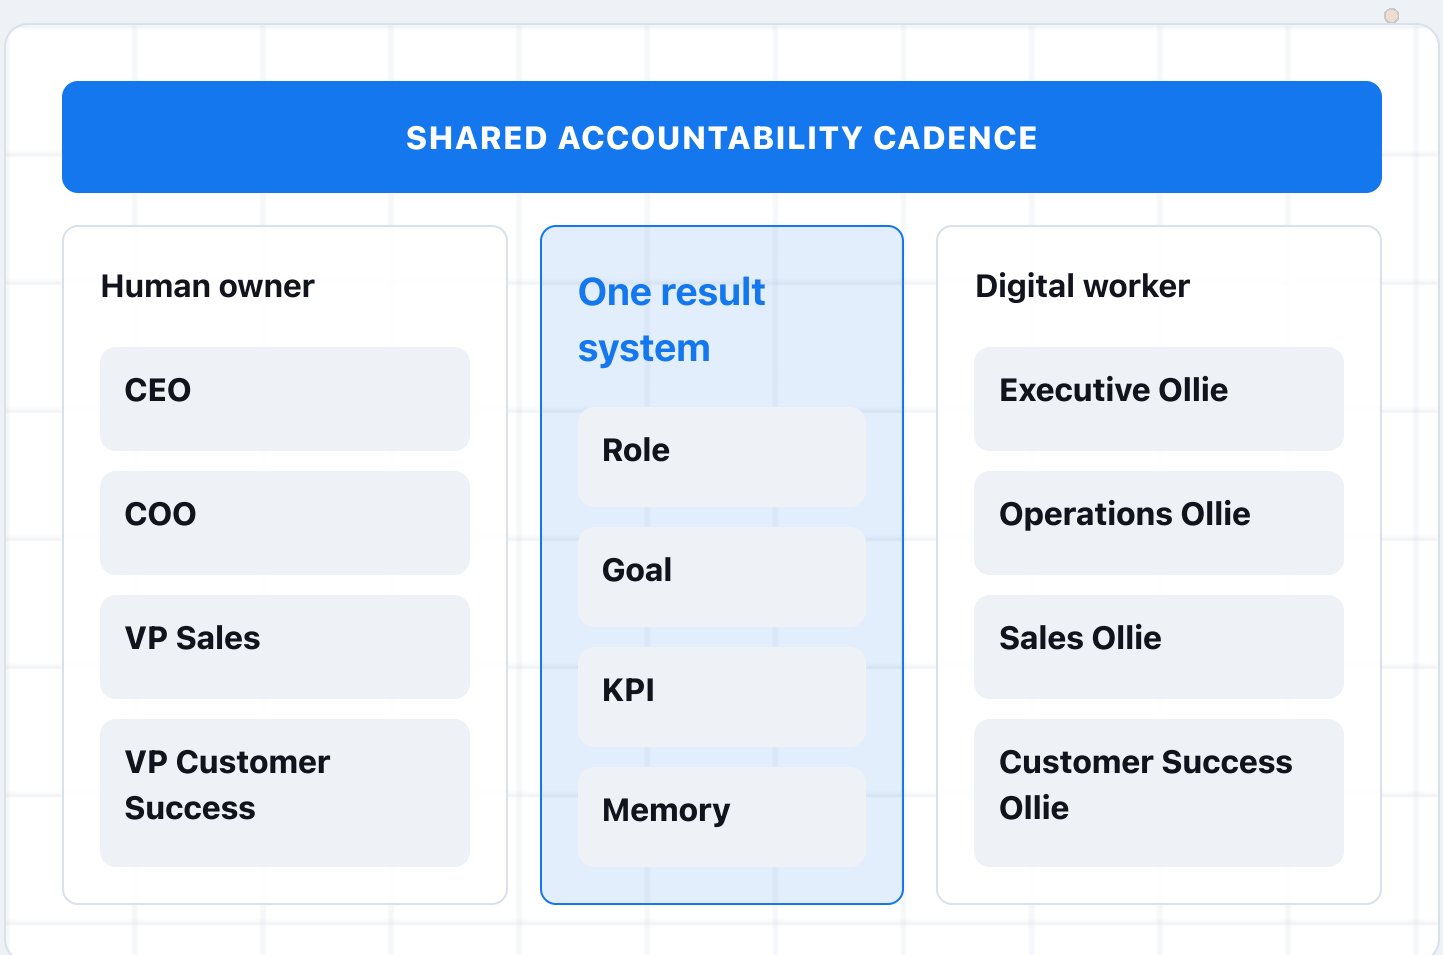 SHARED ACCOUNTABILITY CADENCE
Human owner
CEO
COO
VP Sales
VP Customer
Success
One result
system
Role
Goal
KPI
Memory
Digital worker
Executive Ollie
Operations Ollie
Sales Ollie
Customer Success
Ollie